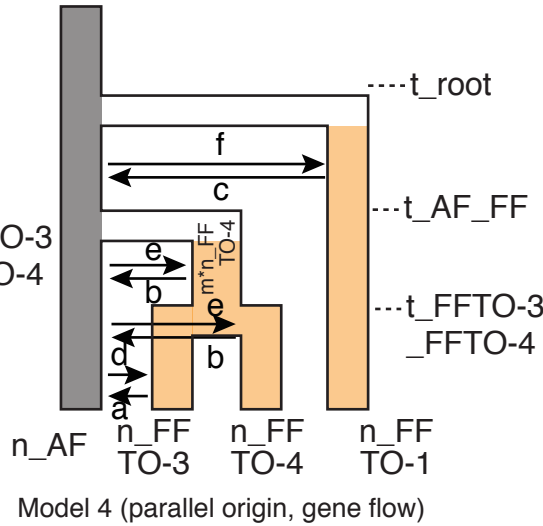 t_root
f
c
t_AF_FF
O-3
O-4
m*n_FF
TO-4
e
b
t_FFTO-3
_FFTO-4
e
b
d
a
n_AF
n_FF
TO-3
n_FF
TO-4
n_FF
TO-1
Model 4 (parallel origin, gene flow)